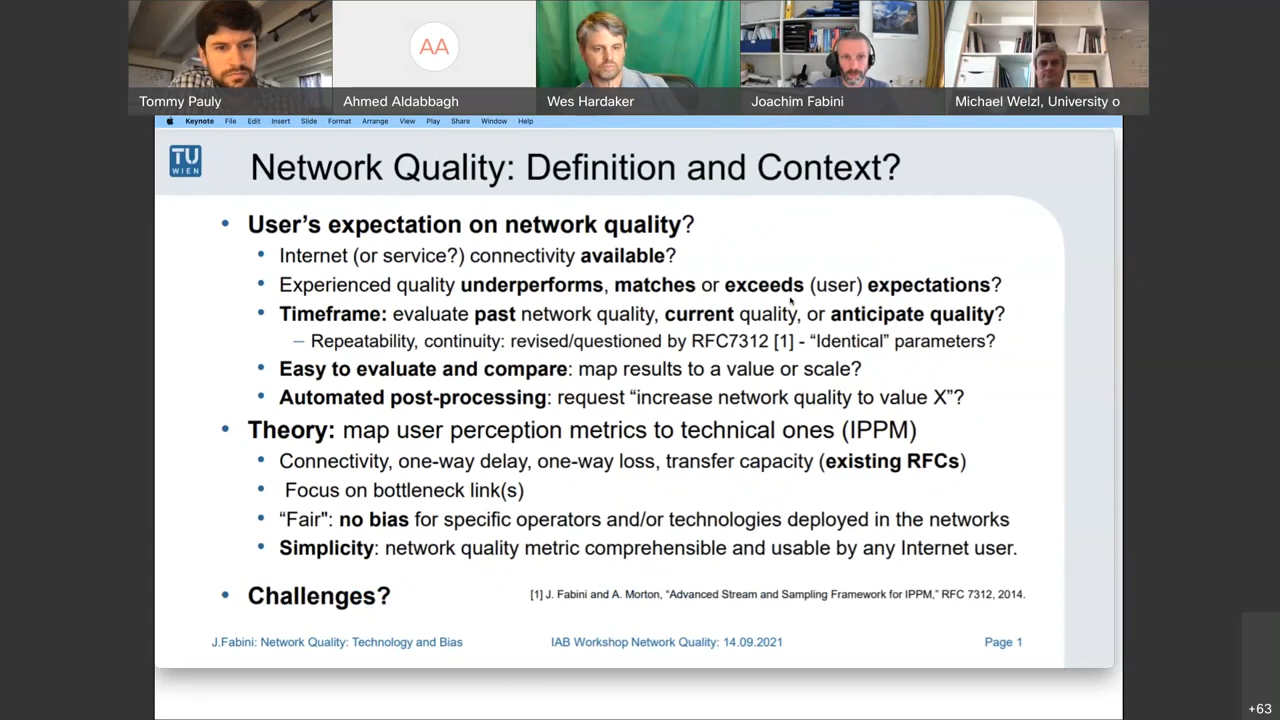 AA
Tommy Pauly
Ahmed Aldabbagh
Wes Hardaker
Joachim Fabini
Michael Welzl, University o
Keynote File Edit Insert Slide Format Arrange View Play Share Window Help
TU
WIEN
Network Quality: Definition and Context?
• User’s expectation on network quality?
• Internet (or service?) connectivity available?
• Experienced quality underperforms, matches or exceeds (user) expectations?
• Timeframe: evaluate past network quality, current quality, or anticipate quality?
– Repeatability, continuity: revised/questioned by RFC7312 [1] - “Identical” parameters?
• Easy to evaluate and compare: map results to a value or scale?
• Automated post-processing: request “increase network quality to value X”?
• Theory: map user perception metrics to technical ones (IPPM)
• Connectivity, one-way delay, one-way loss, transfer capacity (existing RFCs)
• Focus on bottleneck link(s)
• “Fair": no bias for specific operators and/or technologies deployed in the networks
• Simplicity: network quality metric comprehensible and usable by any Internet user.
• Challenges?
[1] J. Fabini and A. Morton, “Advanced Stream and Sampling Framework for IPPM,” RFC 7312, 2014.
J.Fabini: Network Quality: Technology and Bias
IAB Workshop Network Quality: 14.09.2021
Page 1
+63